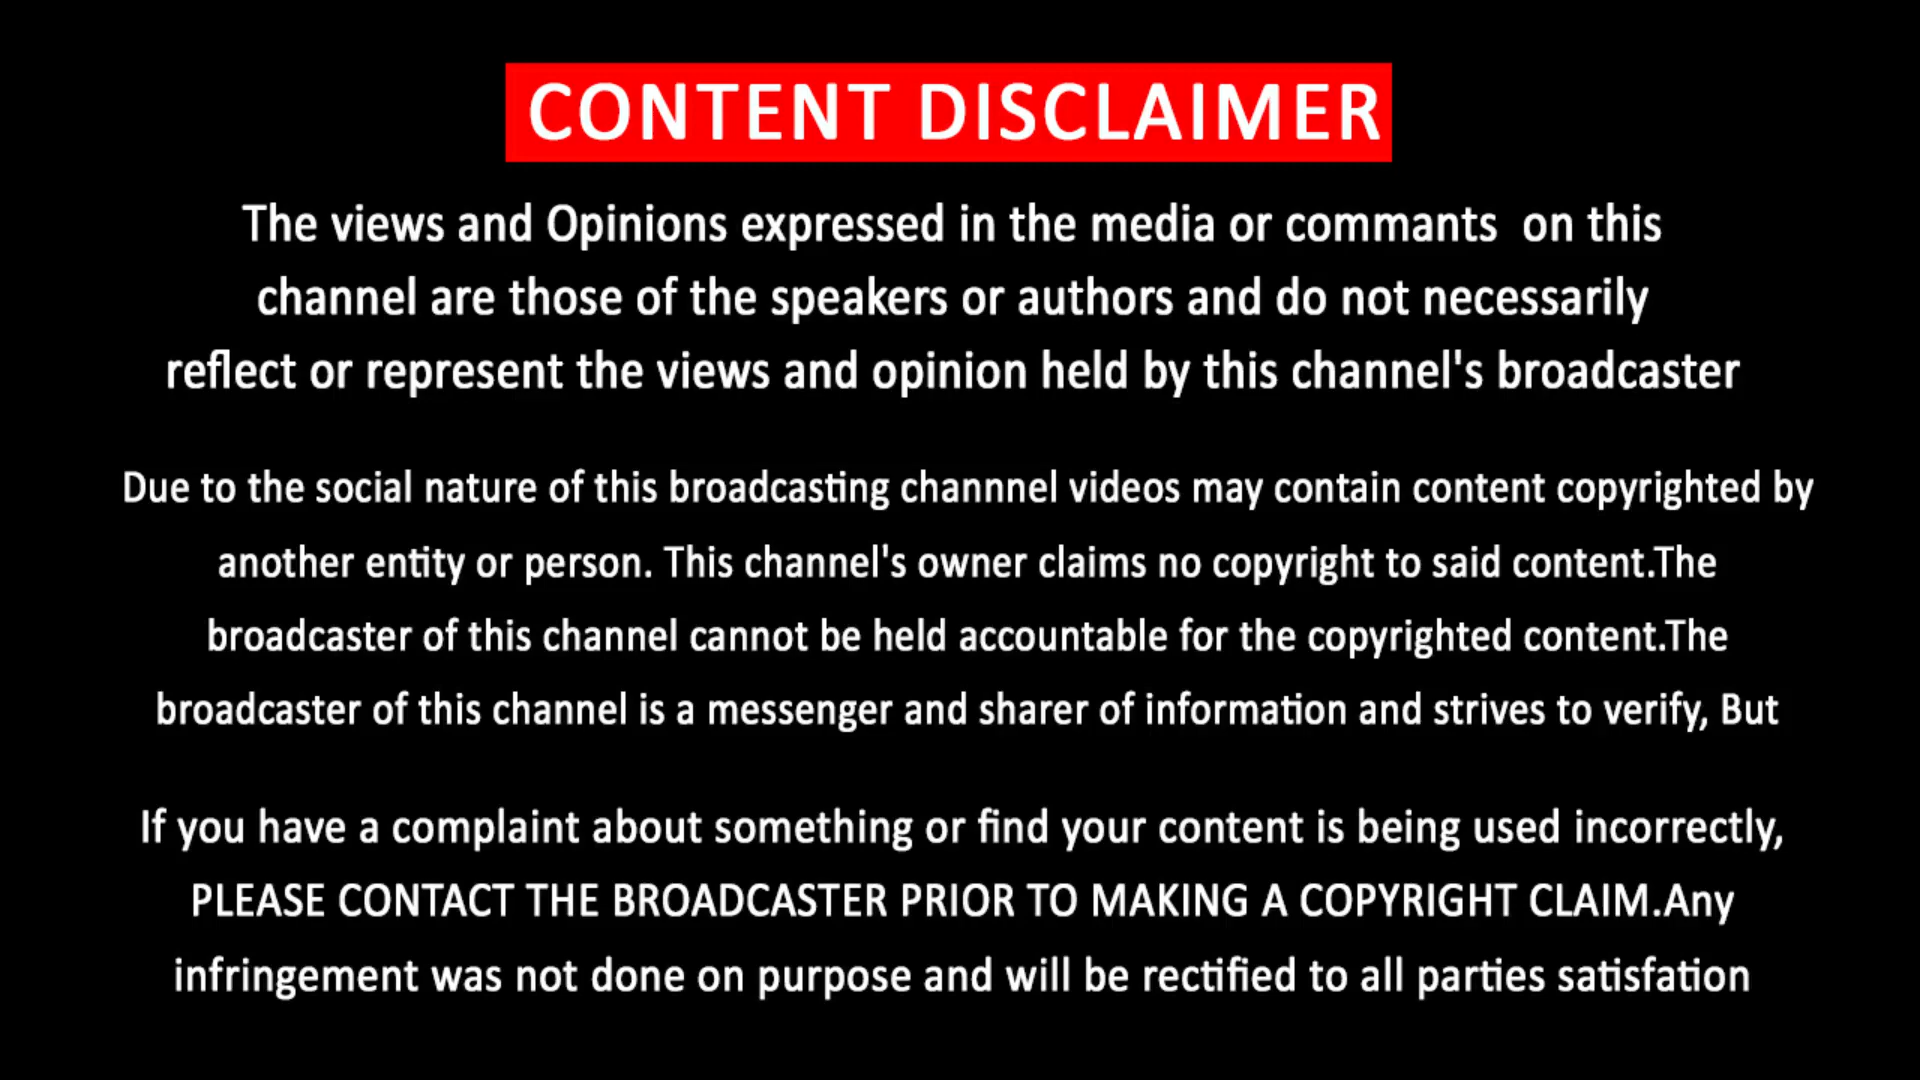 CONTENT DISCLAIMER
The views and Opinions expressed in the media or commants on this
channel are those of the speakers or authors and do not necessarily
reflect or represent the views and opinion held by this channel's broadcaster
Due to the social nature of this broadcasting channnel videos may contain content copyrighted by
another entity or person. This channel's owner claims no copyright to said content.The
broadcaster of this channel cannot be held accountable for the copyrighted content.The
broadcaster of this channel is a messenger and sharer of information and strives to verify, But
If you have a complaint about something or find your content is being used incorrectly,
PLEASE CONTACT THE BROADCASTER PRIOR TO MAKING A COPYRIGHT CLAIM.Any
infringement was not done on purpose and will be rectified to all parties satisfation